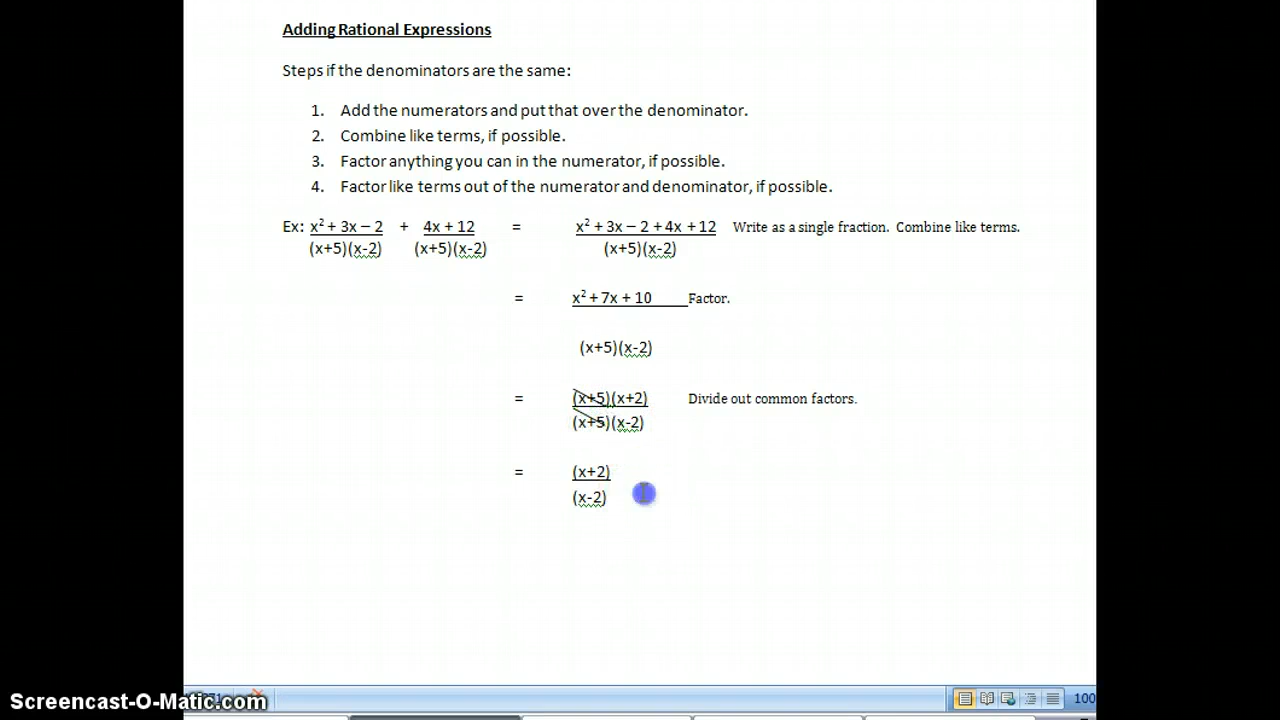 Adding Rational Expressions
Steps if the denominators are the same:
1. Add the numerators and put that over the denominator.
2. Combine like terms, if possible.
3. Factor anything you can in the numerator, if possible.
4. Factor like terms out of the numerator and denominator, if possible.
Ex: x² + 3x – 2 + 4x + 12 = x² + 3x – 2 + 4x + 12 Write as a single fraction. Combine like terms.
(x+5)(x-2) (x+5)(x-2) (x+5)(x-2)
= x² + 7x + 10 Factor.
(x+5)(x-2)
= (x+5)(x+2) Divide out common factors.
(x+5)(x-2)
= (x+2)
(x-2)
Screencast-O-Matic.com
100